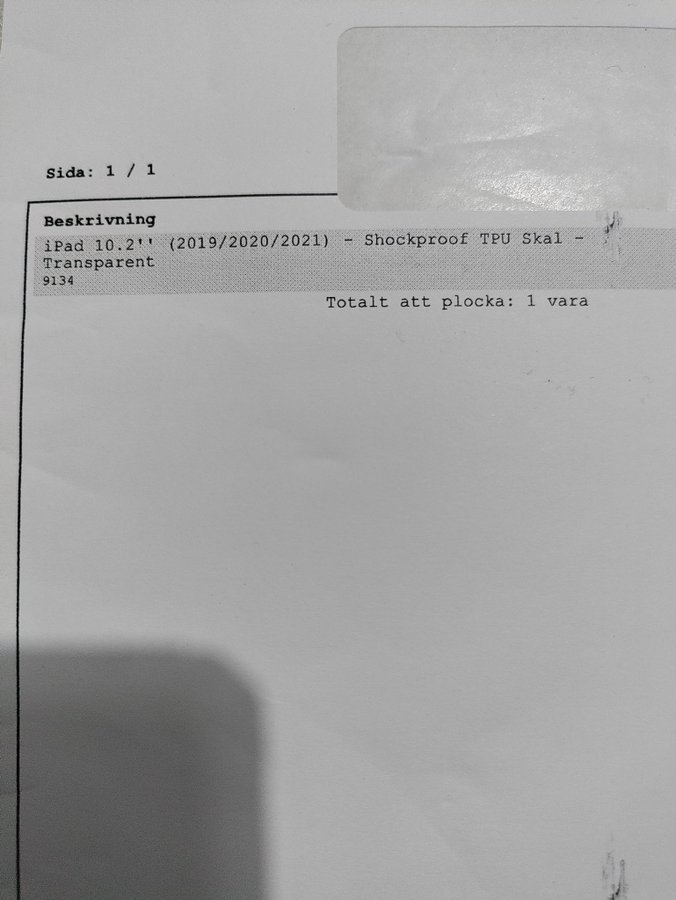 Sida: 1 / 1
Beskrivning
iPad 10.2'' (2019/2020/2021) - Shockproof TPU Skal -
Transparent
9134
Totalt att plocka: 1 vara